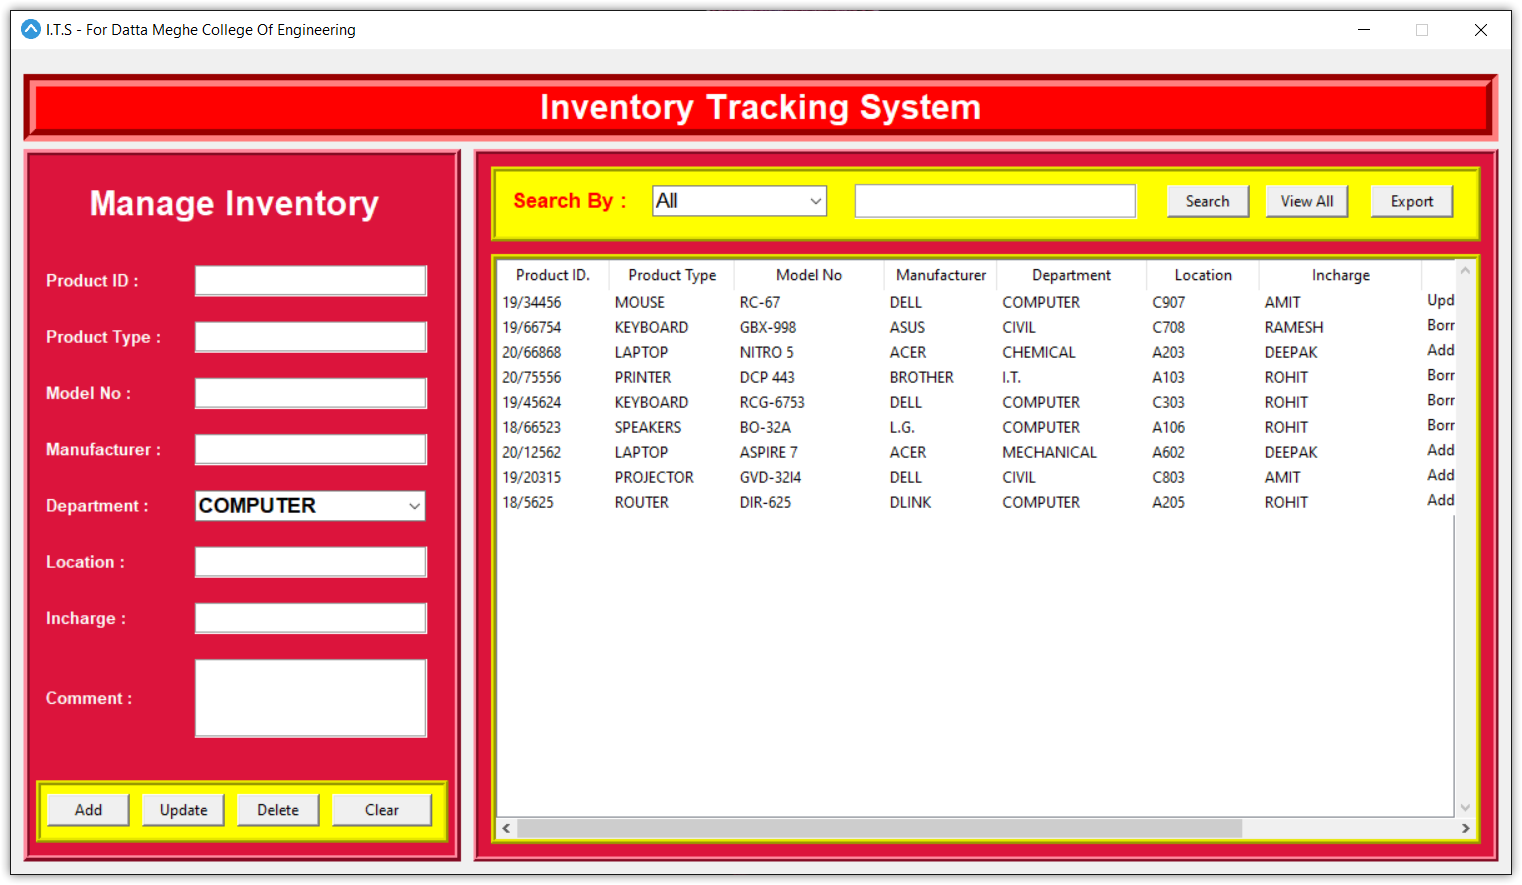 I.T.S - For Datta Meghe College Of Engineering
Inventory Tracking System
Manage Inventory
Product ID :
Product Type :
Model No :
Manufacturer :
Department : COMPUTER
Location :
Incharge :
Comment :
Add Update Delete Clear
Search By : All Search View All Export
Product ID. Product Type Model No Manufacturer Department Location Incharge
19/34456 MOUSE RC-67 DELL COMPUTER C907 AMIT Upd
19/66754 KEYBOARD GBX-998 ASUS CIVIL C708 RAMESH Borr
20/66868 LAPTOP NITRO 5 ACER CHEMICAL A203 DEEPAK Add
20/75556 PRINTER DCP 443 BROTHER I.T. A103 ROHIT Borr
19/45624 KEYBOARD RCG-6753 DELL COMPUTER C303 ROHIT Borr
18/66523 SPEAKERS BO-32A L.G. COMPUTER A106 ROHIT Borr
20/12562 LAPTOP ASPIRE 7 ACER MECHANICAL A602 DEEPAK Add
19/20315 PROJECTOR GVD-32I4 DELL CIVIL C803 AMIT Add
18/5625 ROUTER DIR-625 DLINK COMPUTER A205 ROHIT Add